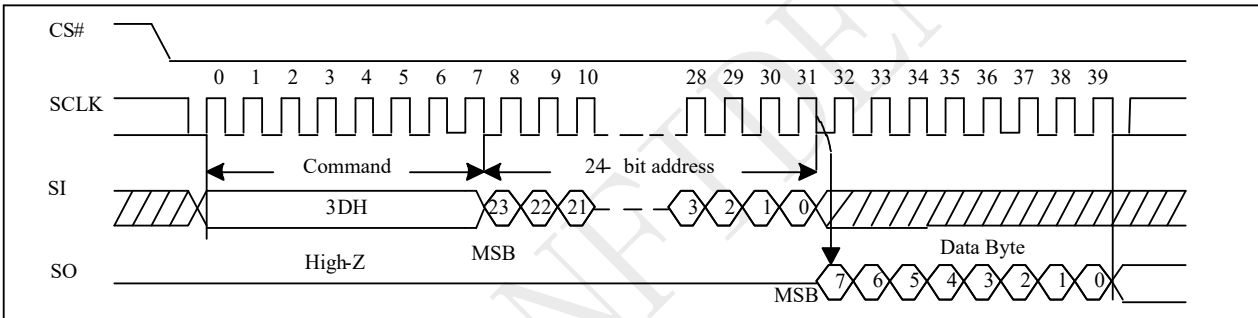 CS#
0 1 2 3 4 5 6 7 8 9 10 28 29 30 31 32 33 34 35 36 37 38 39
SCLK
Command 24- bit address
SI
3DH 23 22 21 3 2 1 0
High-Z MSB Data Byte
SO
MSB 7 6 5 4 3 2 1 0